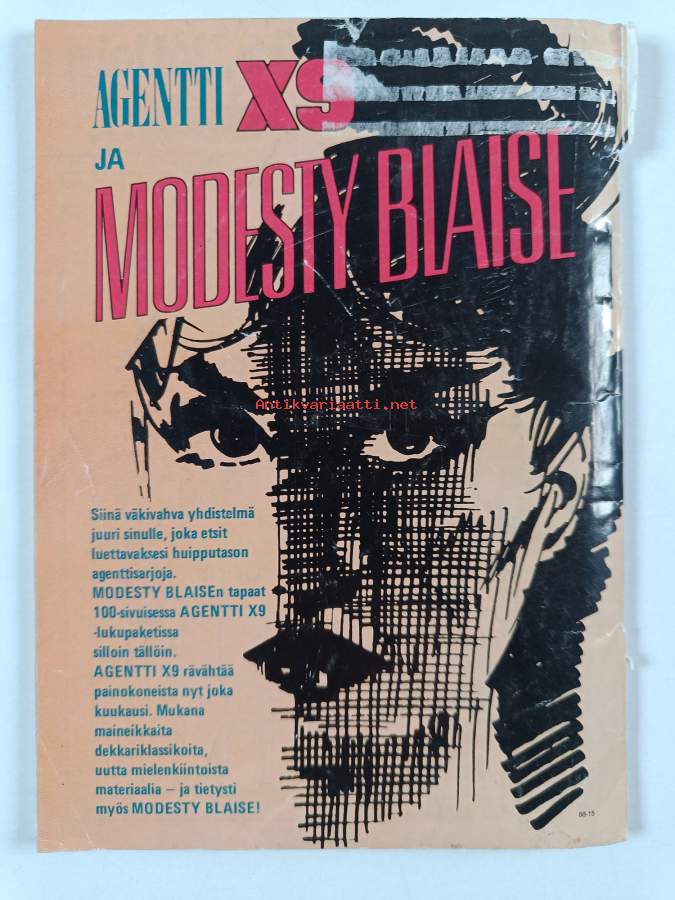 AGENTTI X9
JA
MODESTY BLAISE
Antikvariaatti.net
Siinä väkivahva yhdistelmä
juuri sinulle, joka etsit
luettavaksesi huipputason
agenttisarjoja.
MODESTY BLAISEn tapaat
100-sivuisessa AGENTTI X9
-lukupaketissa
silloin tällöin.
AGENTTI X9 rävähtää
painokoneista nyt joka
kuukausi. Mukana
maineikkaita
dekkariklassikoita,
uutta mielenkiintoista
materiaalia – ja tietysti
myös MODESTY BLAISE!